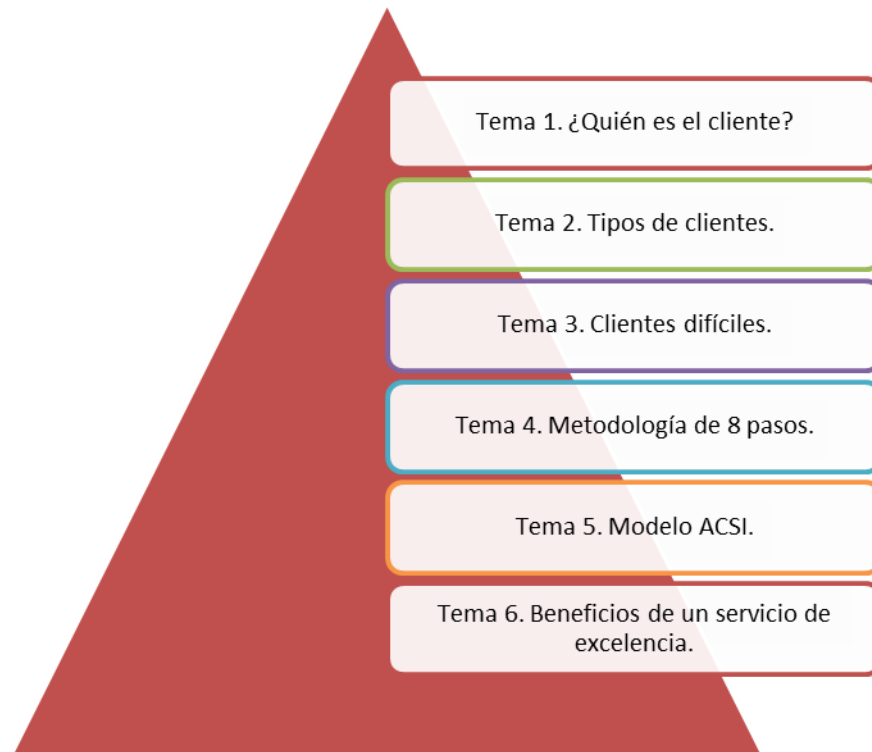 Tema 1. ¿Quién es el cliente?
Tema 2. Tipos de clientes.
Tema 3. Clientes difíciles.
Tema 4. Metodología de 8 pasos.
Tema 5. Modelo ACSI.
Tema 6. Beneficios de un servicio de
excelencia.